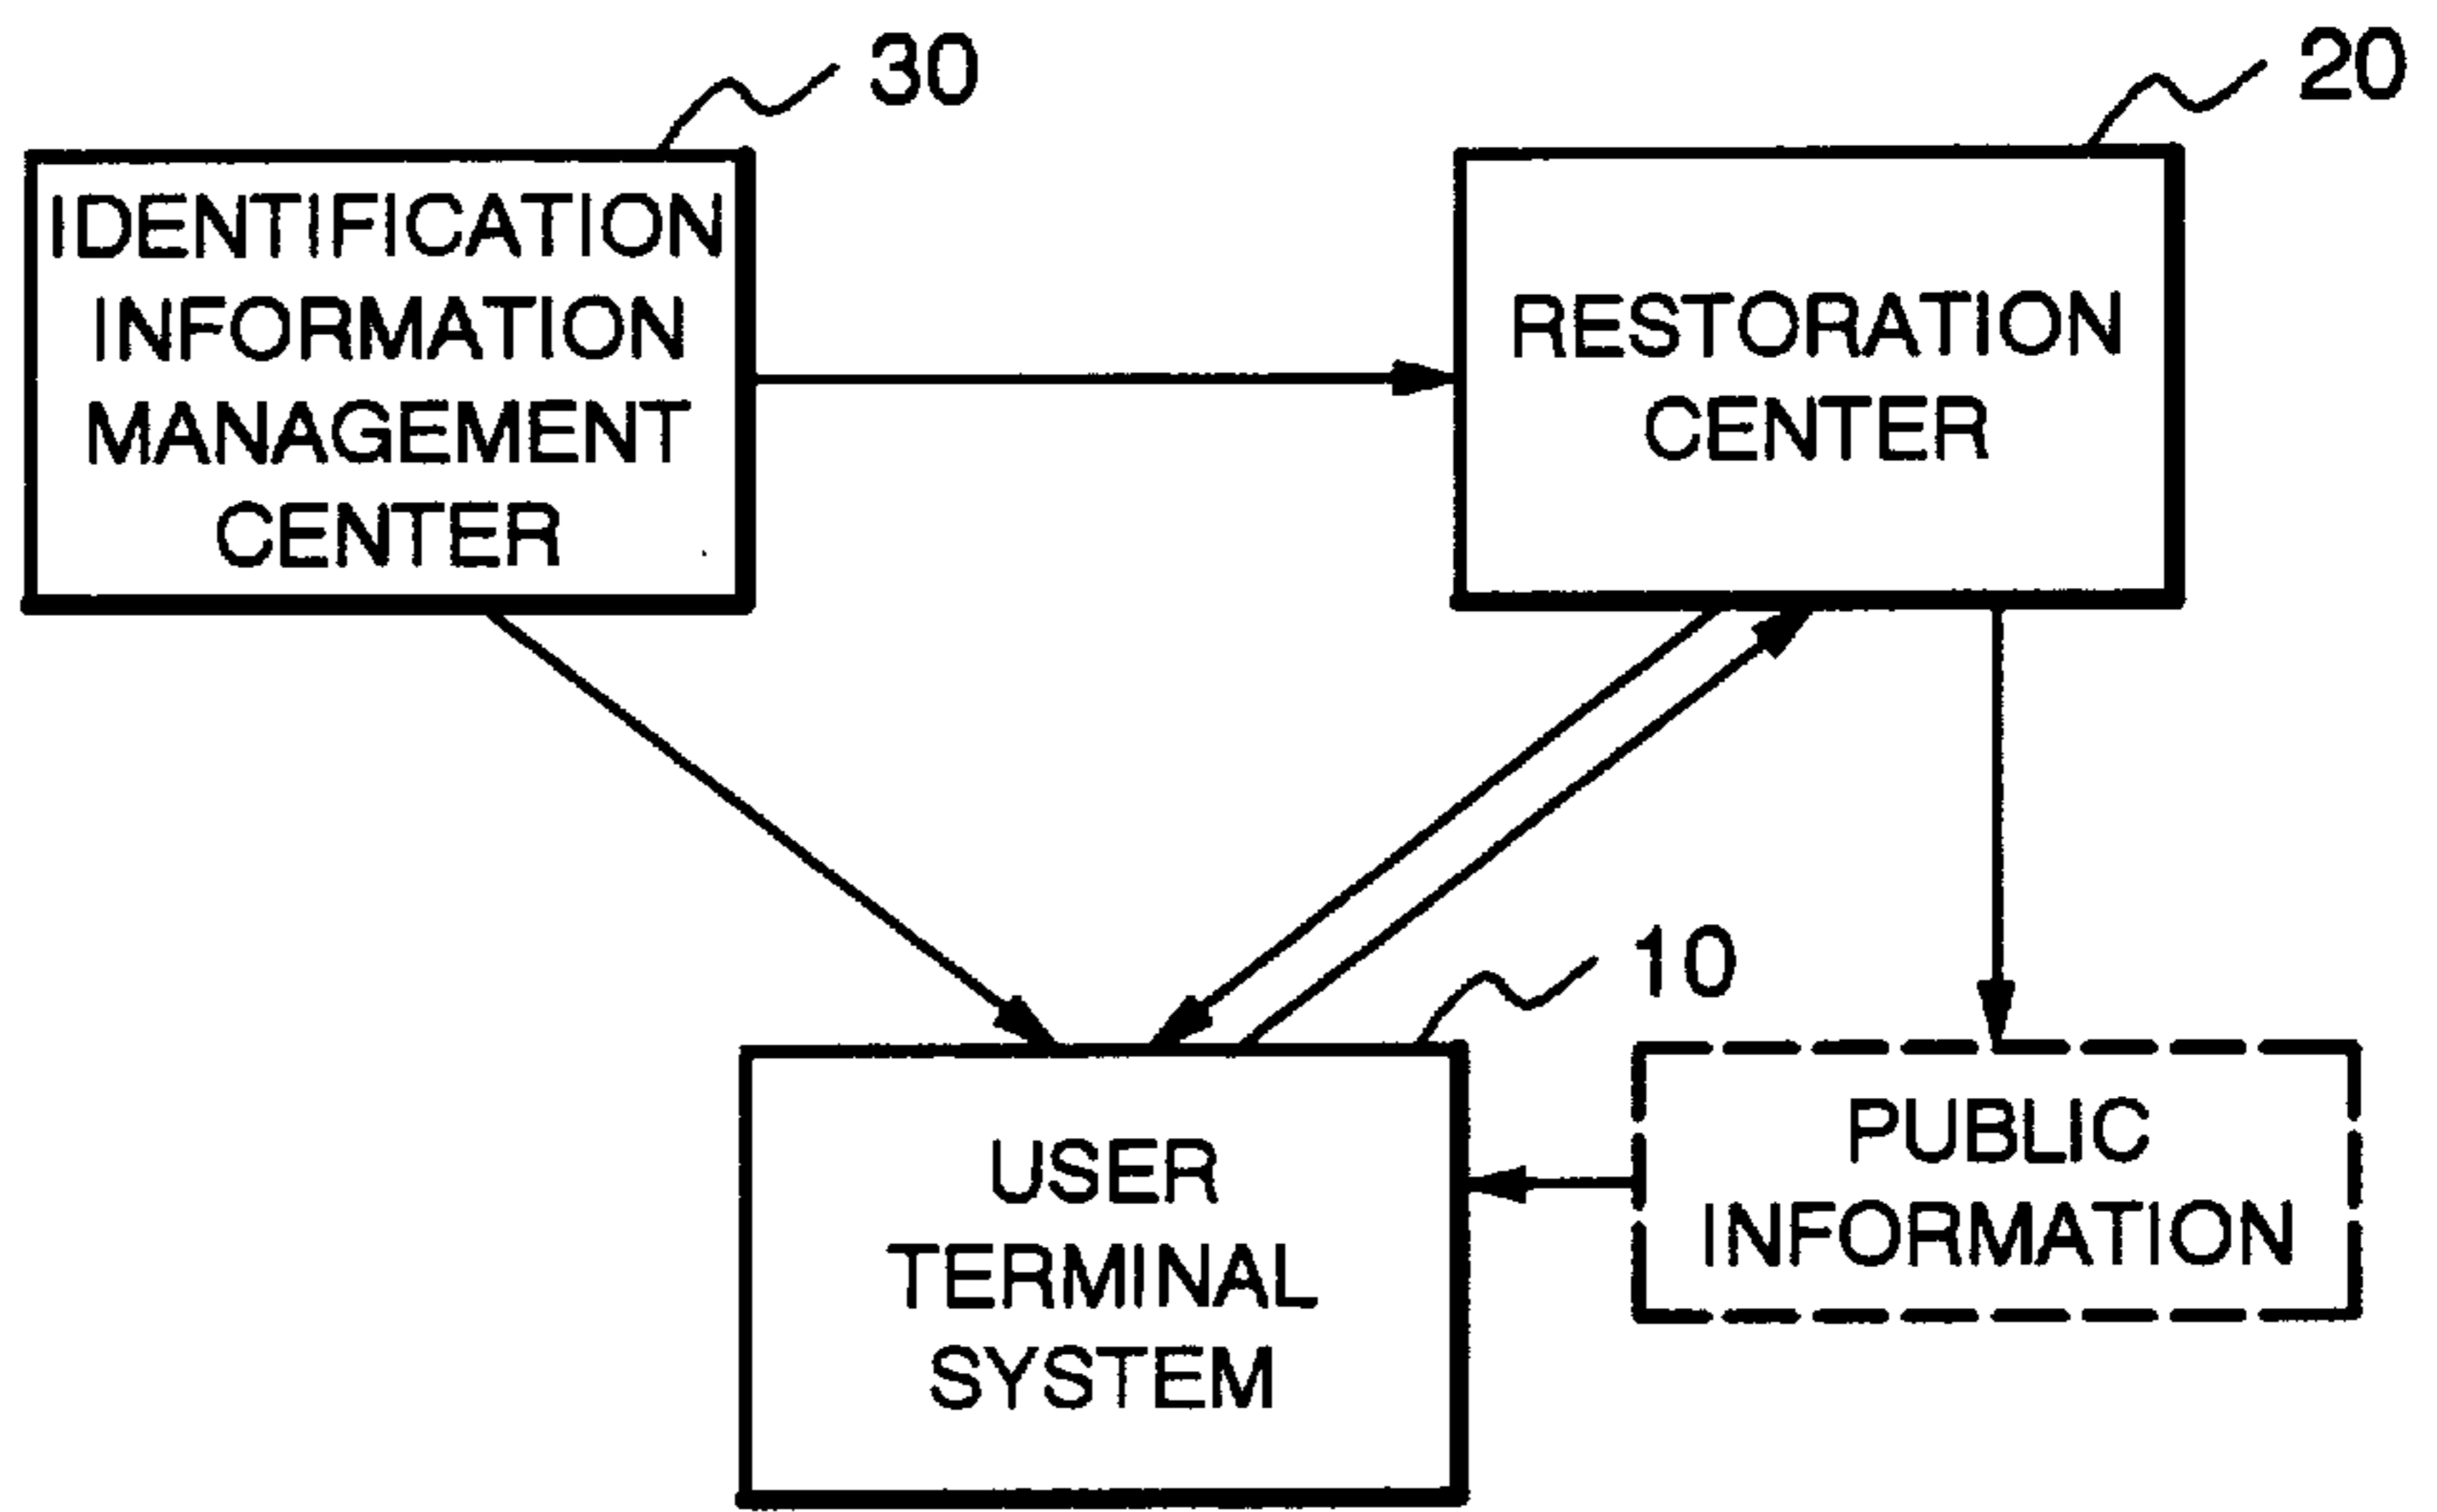 30
20
IDENTIFICATION
INFORMATION
MANAGEMENT
CENTER
RESTORATION
CENTER
10
USER
TERMINAL
SYSTEM
PUBLIC
INFORMATION